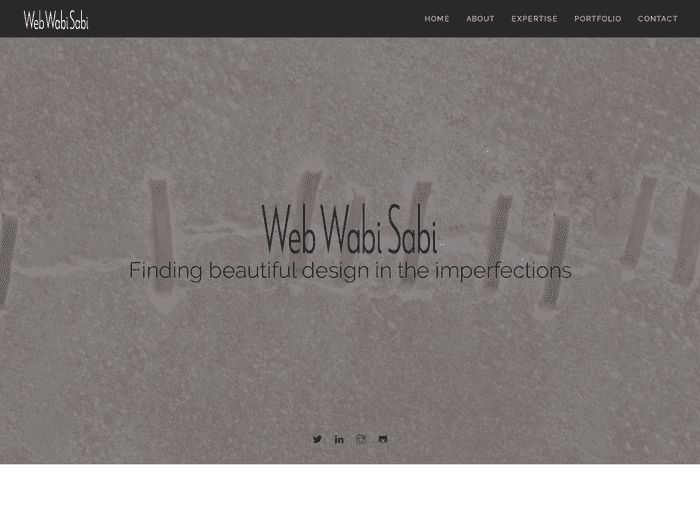 Web Wabi Sabi
HOME ABOUT EXPERTISE PORTFOLIO CONTACT
Web Wabi Sabi
Finding beautiful design in the imperfections